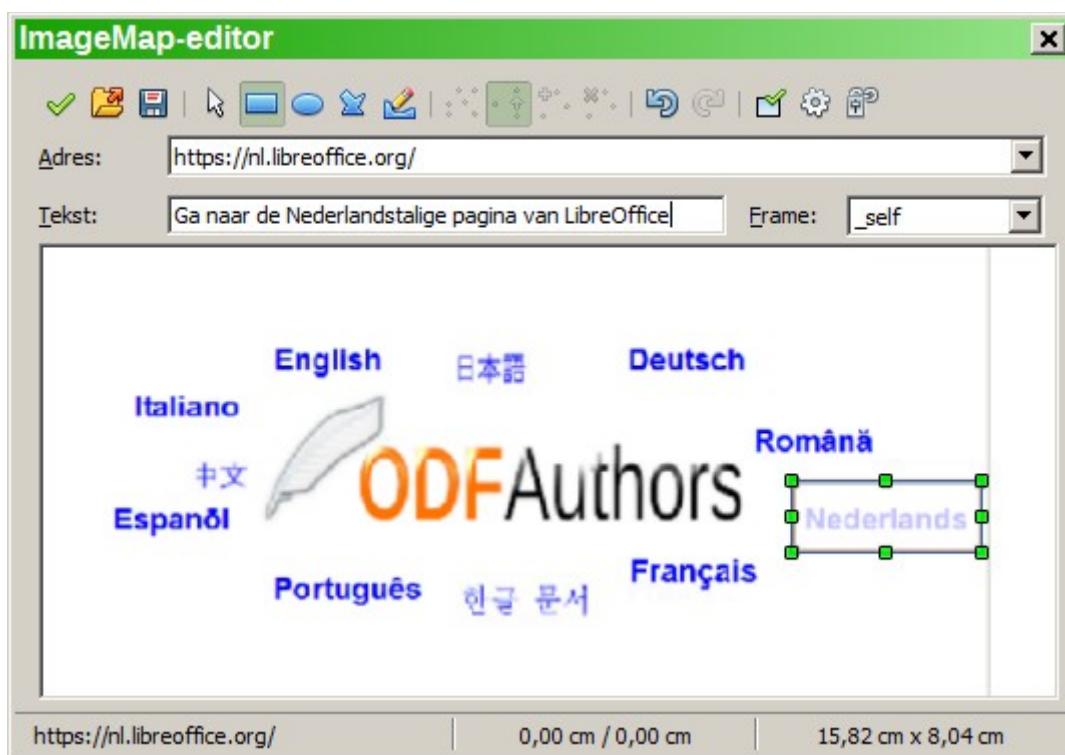 ImageMap-editor
Adres: https://nl.libreoffice.org/
Tekst: Ga naar de Nederlandstalige pagina van LibreOffice Frame: _self
English 日本語 Deutsch
Italiano
Română
中文 ODFAuthors
Espanõl Nederlands
Português 한글 문서 Français
https://nl.libreoffice.org/ 0,00 cm / 0,00 cm 15,82 cm x 8,04 cm